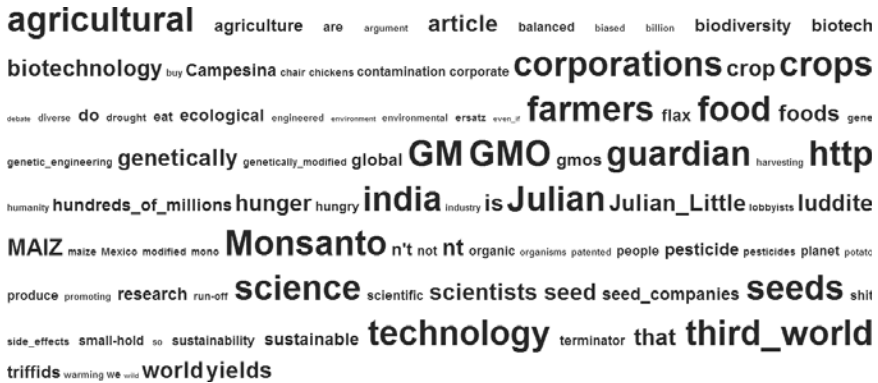 agricultural agriculture are argument article balanced biased billion biodiversity biotech
biotechnology buy Campesina chair chickens contamination corporate corporations crop crops
debate diverse do drought eat ecological engineered environment environmental ersatz even_if farmers flax food foods gene
genetic_engineering genetically genetically_modified global GM GMO gmos guardian harvesting http
humanity hundreds_of_millions hunger hungry india industry is Julian Julian_Little lobbyists luddite
MAIZ maize Mexico modified mono Monsanto n't not nt organic organisms patented people pesticide pesticides planet potato
produce promoting research run-off science scientific scientists seed seed_companies seeds shit
side_effects small-hold so sustainability sustainable technology terminator that third_world
triffids warming we wild world yields